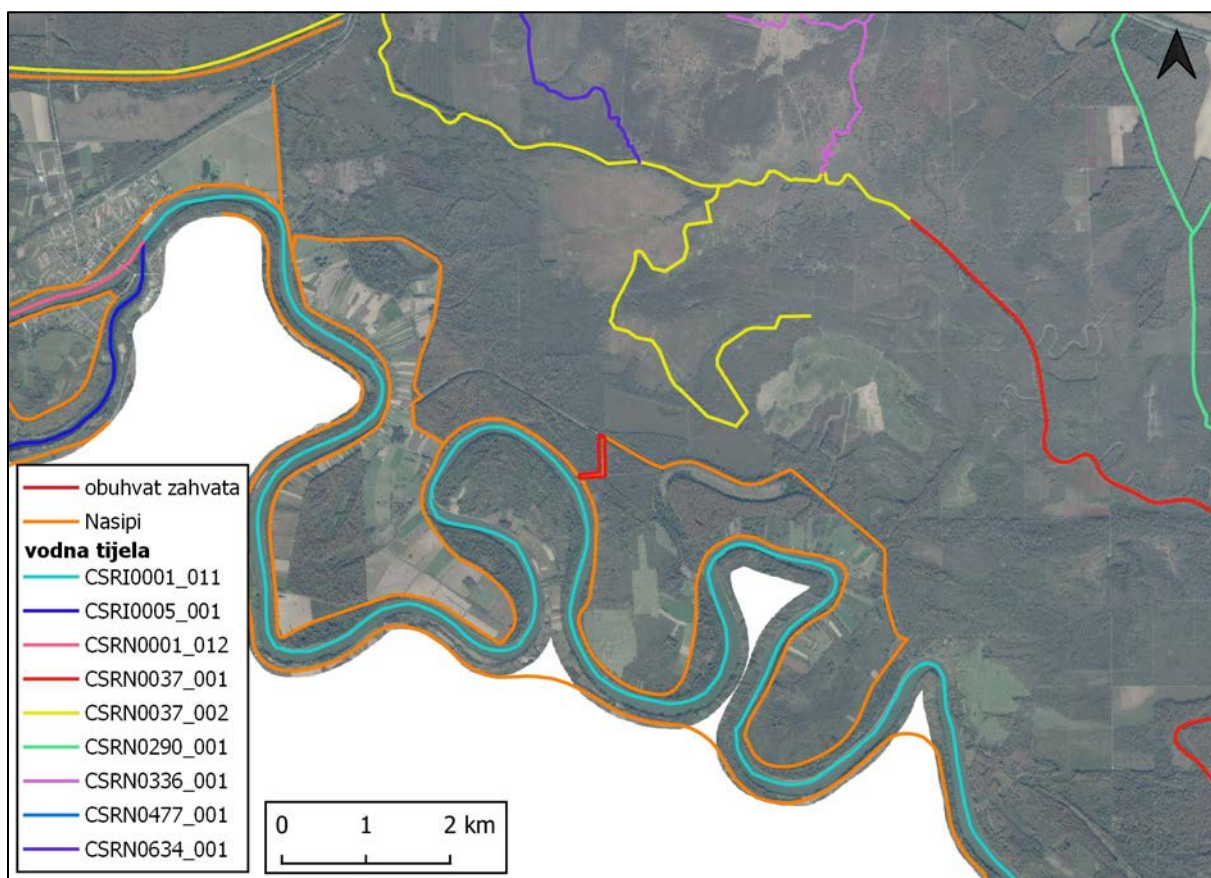 obuhvat zahvata
Nasipi
vodna tijela
CSRI0001_011
CSRI0005_001
CSRN0001_012
CSRN0037_001
CSRN0037_002
CSRN0290_001
CSRN0336_001
CSRN0477_001
CSRN0634_001
0 1 2 km